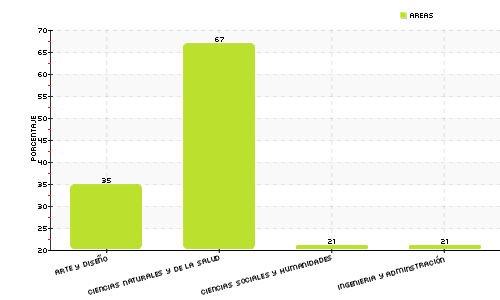 AREAS
PORCENTAJE
70
65
60
55
50
45
40
35
30
25
20
35
67
21
21
ARTE Y DISEÑO
CIENCIAS NATURALES Y DE LA SALUD
CIENCIAS SOCIALES Y HUMANIDADES
INGENIERIA Y ADMINSTRACIÓN